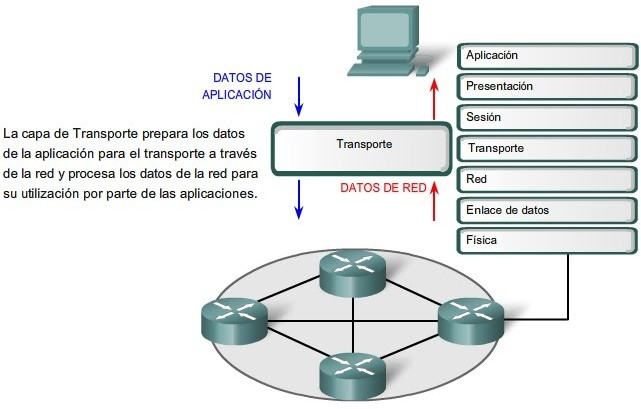 DATOS DE
APLICACIÓN
La capa de Transporte prepara los datos
de la aplicación para el transporte a través
de la red y procesa los datos de la red para
su utilización por parte de las aplicaciones.
Transporte
DATOS DE RED
Aplicación
Presentación
Sesión
Transporte
Red
Enlace de datos
Física